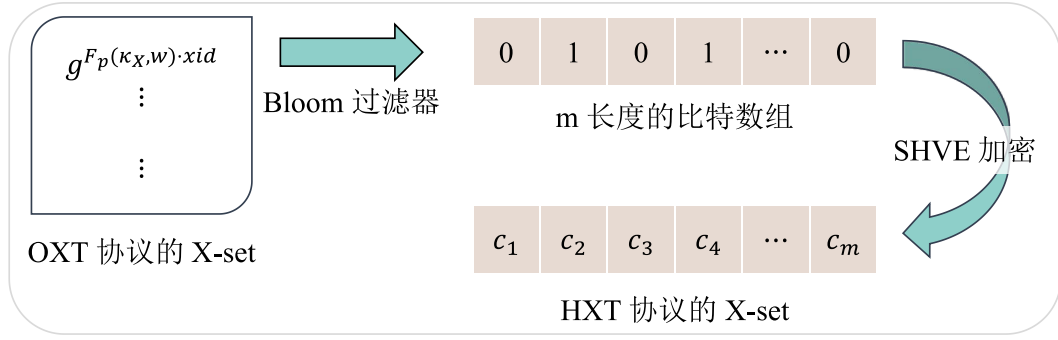 g^{F_p(κ_X,w)·xid}
⋮
⋮
OXT 协议的 X-set
Bloom 过滤器
0 1 0 1 ⋯ 0
m 长度的比特数组
SHVE 加密
c_1 c_2 c_3 c_4 ⋯ c_m
HXT 协议的 X-set